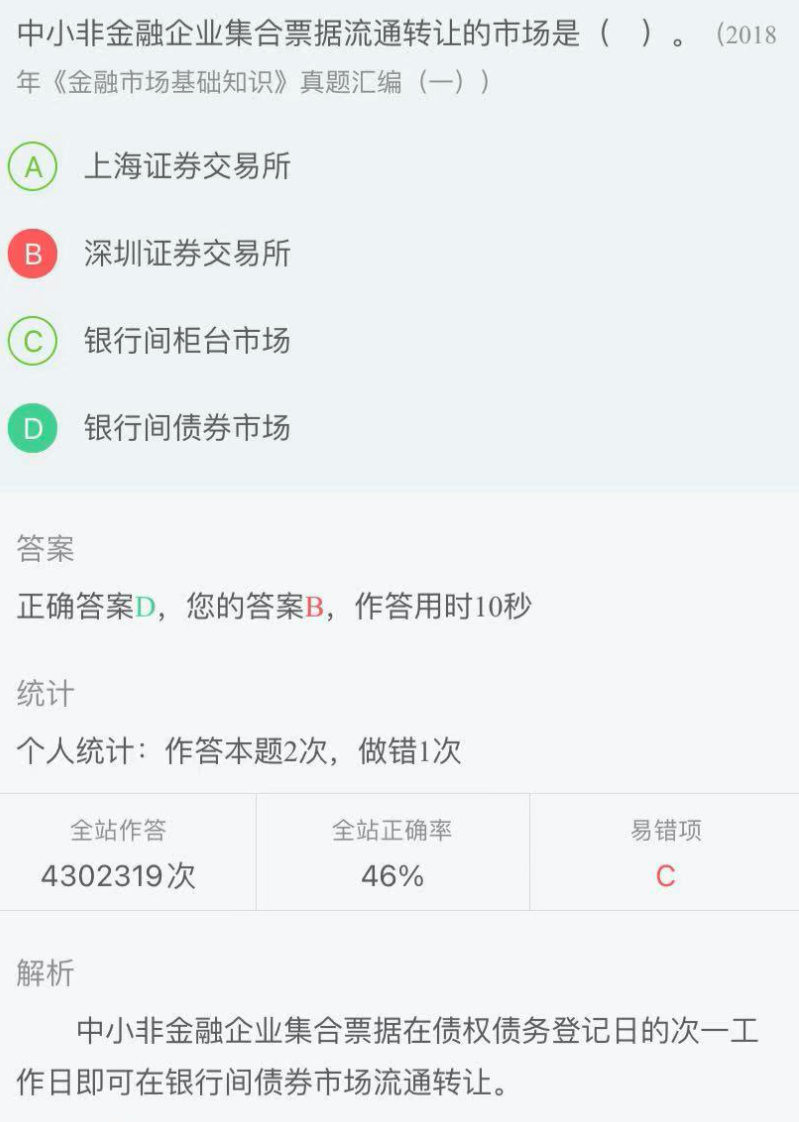 中小非金融企业集合票据流通转让的市场是（　）。（2018
年《金融市场基础知识》真题汇编（一））
A 上海证券交易所
B 深圳证券交易所
C 银行间柜台市场
D 银行间债券市场
答案
正确答案D，您的答案B，作答用时10秒
统计
个人统计：作答本题2次，做错1次
全站作答 全站正确率 易错项
4302319次 46% C
解析
中小非金融企业集合票据在债权债务登记日的次一工
作日即可在银行间债券市场流通转让。